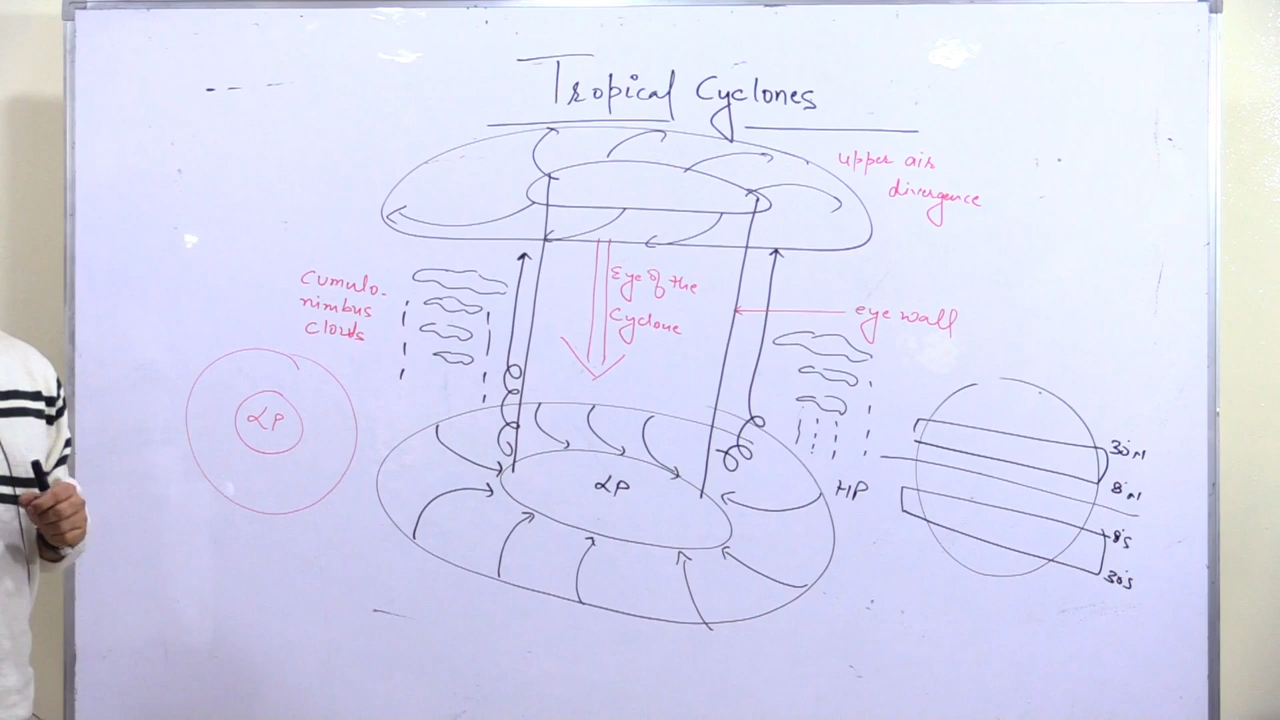 Tropical Cyclones
upper air
divergence
Cumulo-
nimbus
Clouds
Eye of the
Cyclone
eye wall
LP
LP
HP
30°N
8°N
8°S
30°S